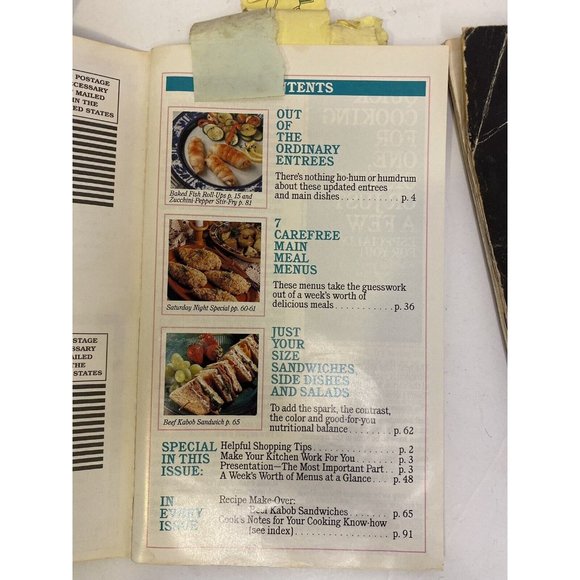 POSTAGE
MAILED
IN THE
STATES
POSTAGE
IN THE
STATES
OUT
OF
THE
ORDINARY
ENTREES
There's nothing ho-hum or humdrum
about these updated entrees
and main dishes . . . . . . . . . . . . p. 4
Baked Fish Roll-Ups p. 15 and
Zucchini-Pepper Stir-Fry p. 81
7
CAREFREE
MAIN
MEAL
MENUS
These menus take the guesswork
out of a week's worth of
delicious meals . . . . . . . . . . . p. 36
Saturday Night Special pp. 60-61
JUST
YOUR
SIZE
SANDWICHES,
SIDE DISHES
AND SALADS
To add the spark, the contrast,
the color and good-for-you
nutritional balance . . . . . . . . p. 62
Beef Kabob Sandwich p. 65
SPECIAL
IN THIS
ISSUE:
Helpful Shopping Tips . . . . . . . . . . . . . p. 2
Make Your Kitchen Work For You . . . . . . p. 3
Presentation—The Most Important Part . . . p. 3
A Week's Worth of Menus at a Glance . . . . p. 48
IN
EVERY
ISSUE
Recipe Make-Over:
Beef Kabob Sandwiches . . . . . . . p. 65
Cook's Notes for Your Cooking Know-how
(see index) . . . . . . . . . . . . . . . . . p. 91